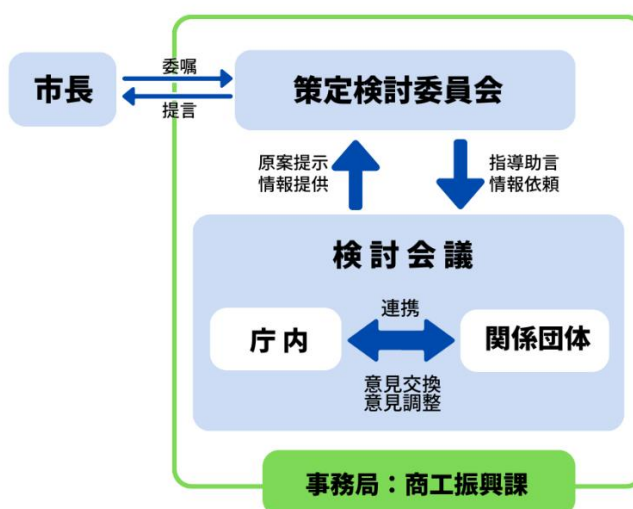 市長
委嘱
提言
策定検討委員会
原案提示
情報提供
指導助言
情報依頼
検討会議
庁内
連携
意見交換
意見調整
関係団体
事務局：商工振興課